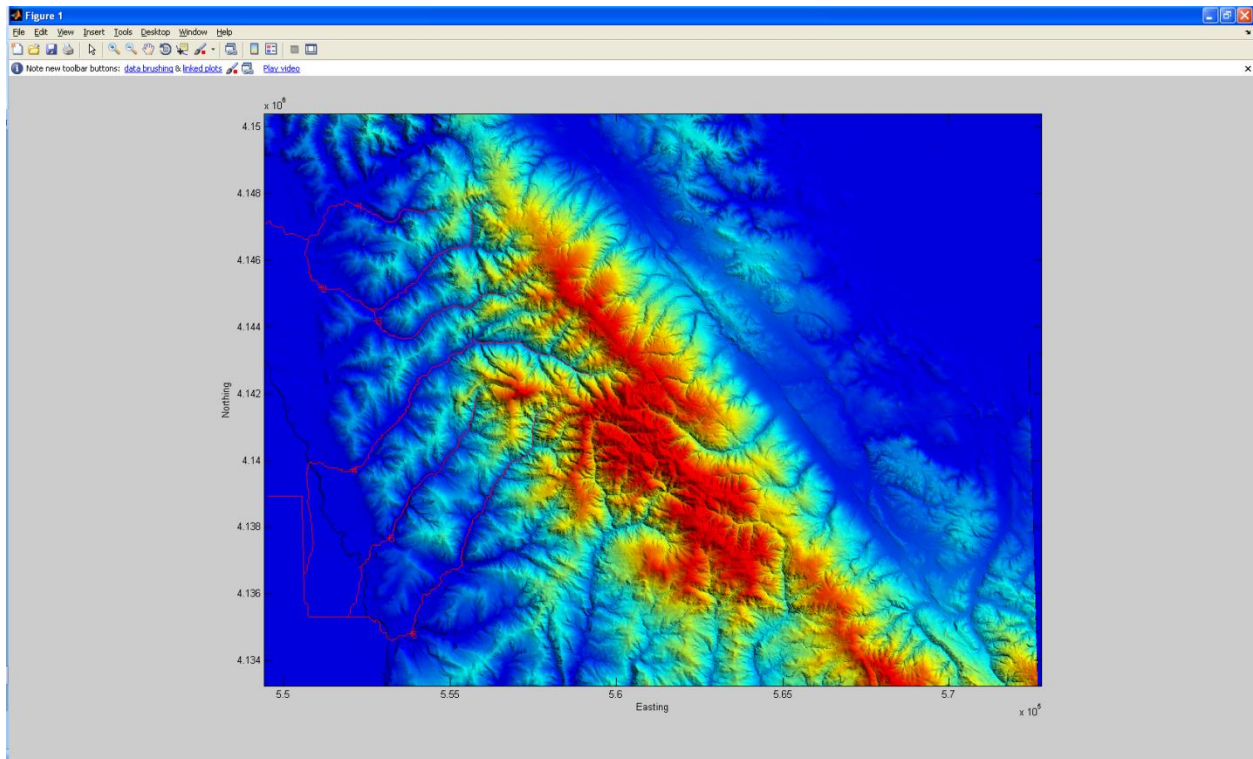 Figure 1
File Edit View Insert Tools Desktop Window Help
Note new toolbar buttons: data brushing & linked plots Play video
x 10^6
4.15
4.148
4.146
4.144
4.142
4.14
4.138
4.136
4.134
Northing
5.5 5.55 5.6 5.65 5.7
Easting
x 10^5